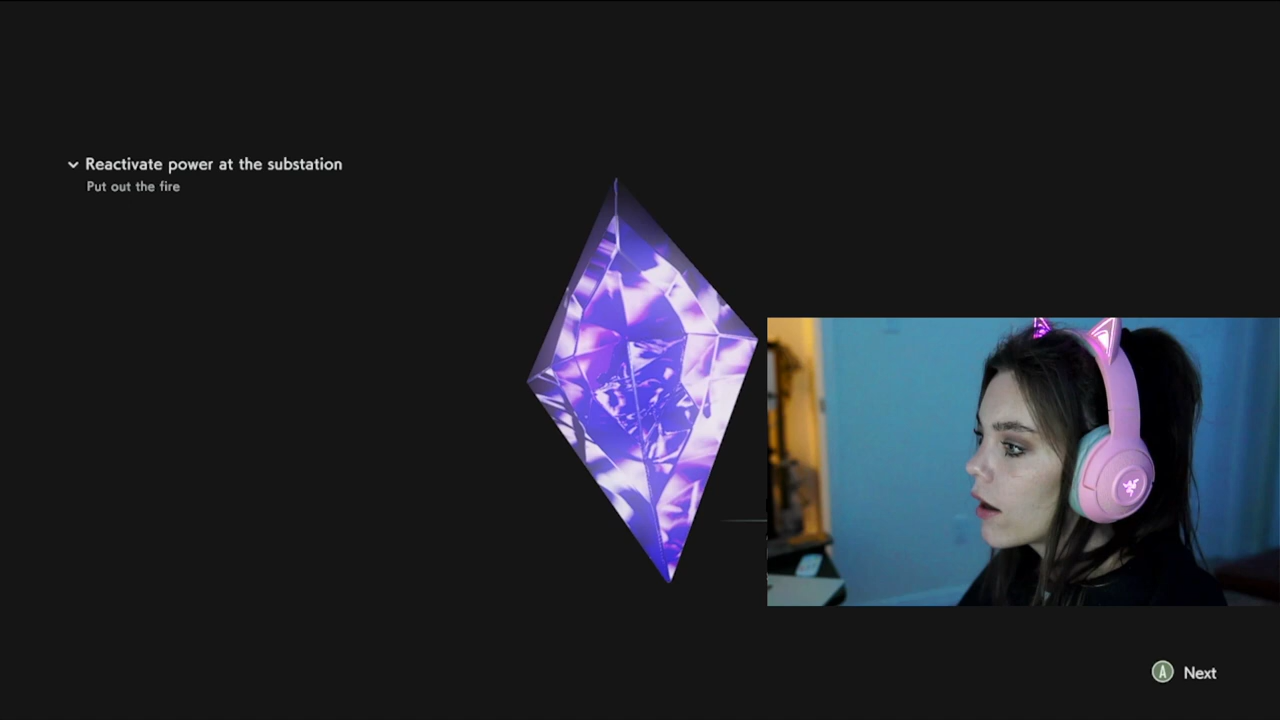 Reactivate power at the substation
Put out the fire
A Next